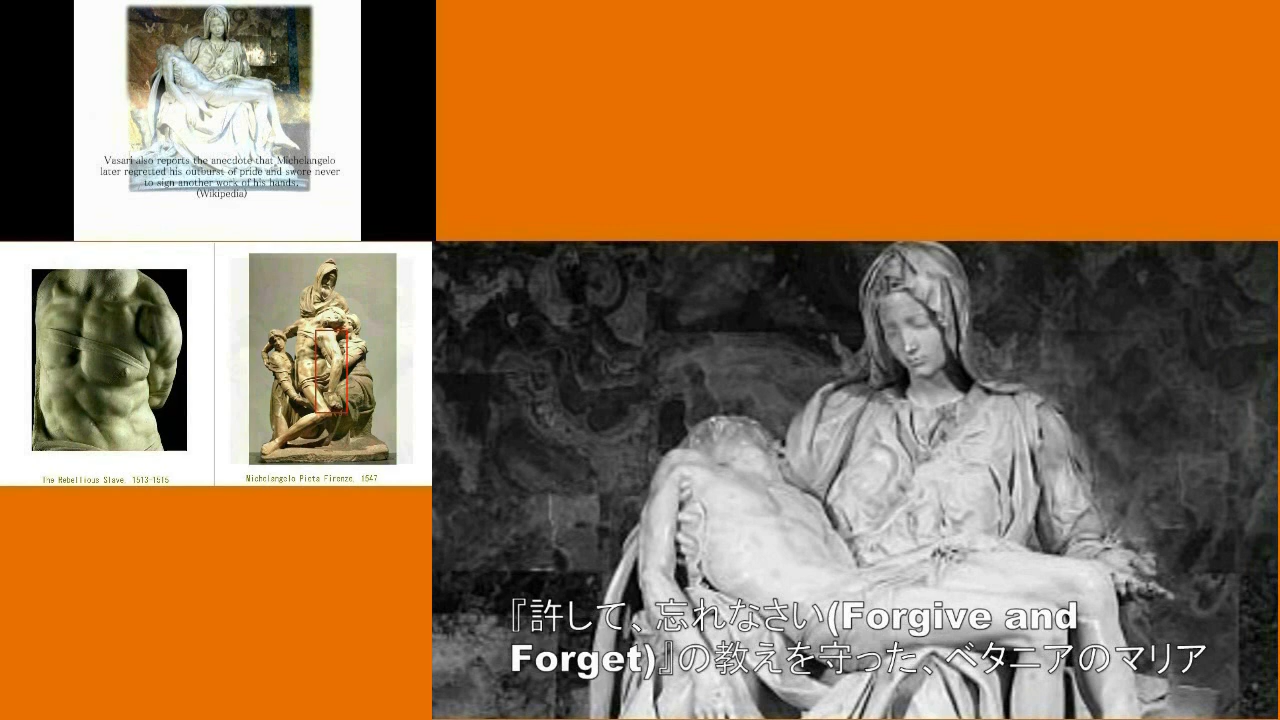 Vasari also reports the anecdote that Michelangelo
later regretted his outburst of pride and swore never
to sign another work of his hands.
(Wikipedia)
The Rebellious Slave, 1513-1515
Michelangelo Pieta Firenze, 1547
『許して、忘れなさい(Forgive and
Forget)』の教えを守った、ベタニアのマリア